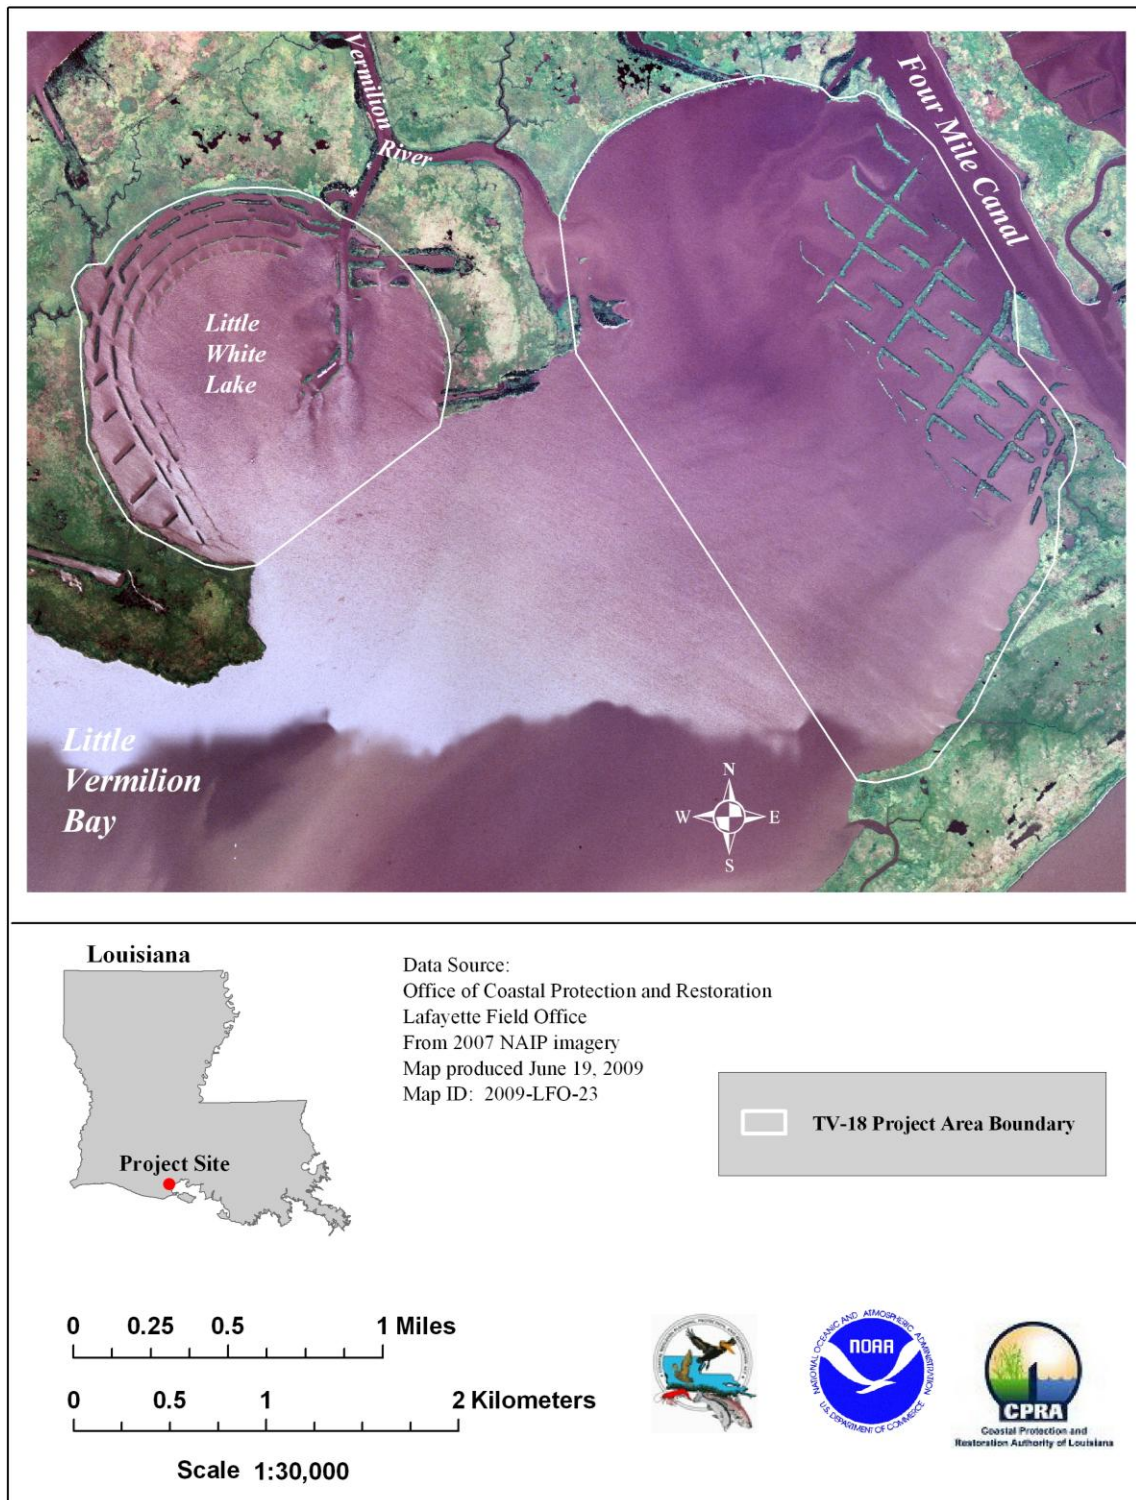 Vermilion
River
Four Mile Canal
Little
White
Lake
Little
Vermilion
Bay
N
W E
S
Louisiana
Project Site
Data Source:
Office of Coastal Protection and Restoration
Lafayette Field Office
From 2007 NAIP imagery
Map produced June 19, 2009
Map ID: 2009-LFO-23
TV-18 Project Area Boundary
0 0.25 0.5 1 Miles
0 0.5 1 2 Kilometers
Scale 1:30,000
NATIONAL OCEANIC AND ATMOSPHERIC ADMINISTRATION
NOAA
U.S. DEPARTMENT OF COMMERCE
CPRA
Coastal Protection and
Restoration Authority of Louisiana